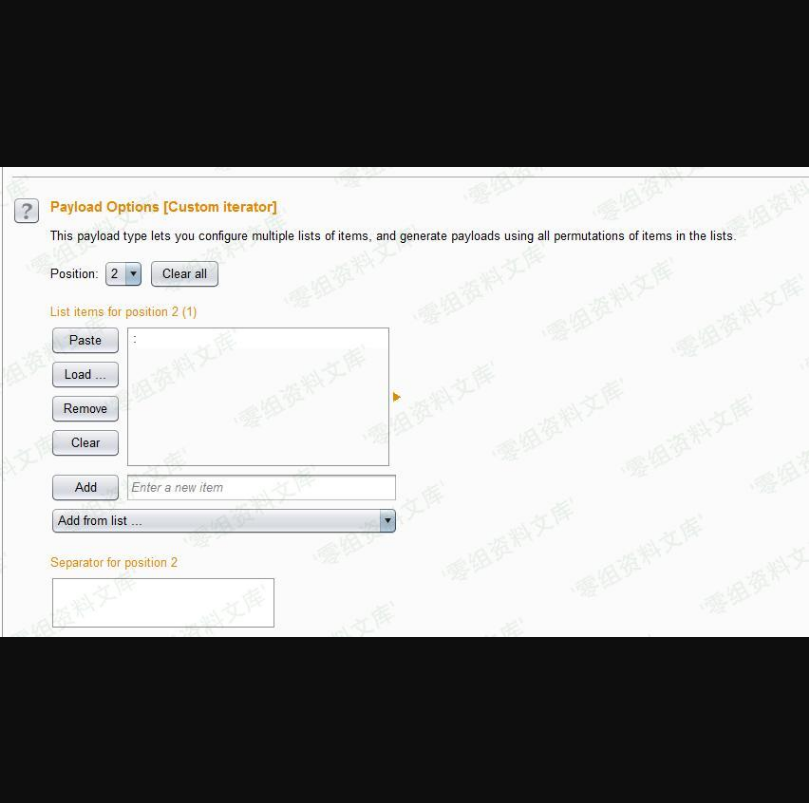 ?
Payload Options [Custom iterator]
This payload type lets you configure multiple lists of items, and generate payloads using all permutations of items in the lists.
Position: 2 Clear all
List items for position 2 (1)
Paste
:
Load ...
Remove
Clear
Add Enter a new item
Add from list ...
Separator for position 2
零组资料文库